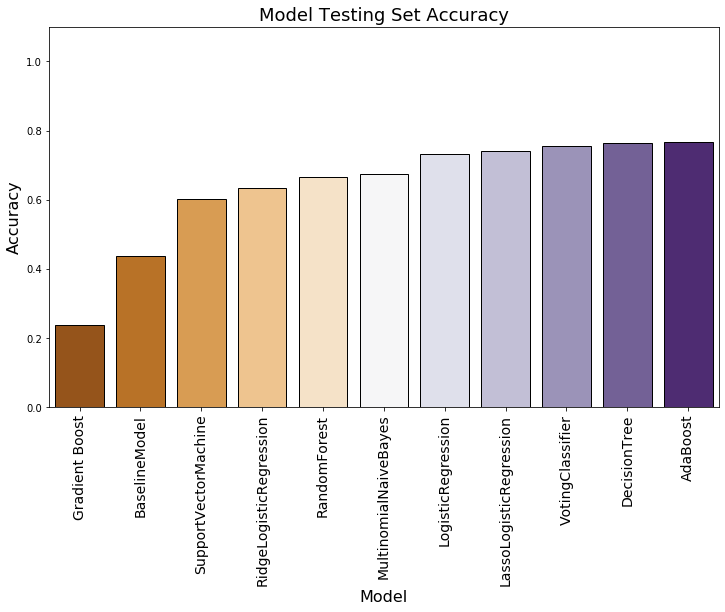 Model Testing Set Accuracy
Accuracy
1.0
0.8
0.6
0.4
0.2
0.0
Gradient Boost
BaselineModel
SupportVectorMachine
RidgeLogisticRegression
RandomForest
MultinomialNaiveBayes
LogisticRegression
LassoLogisticRegression
VotingClassifier
DecisionTree
AdaBoost
Model